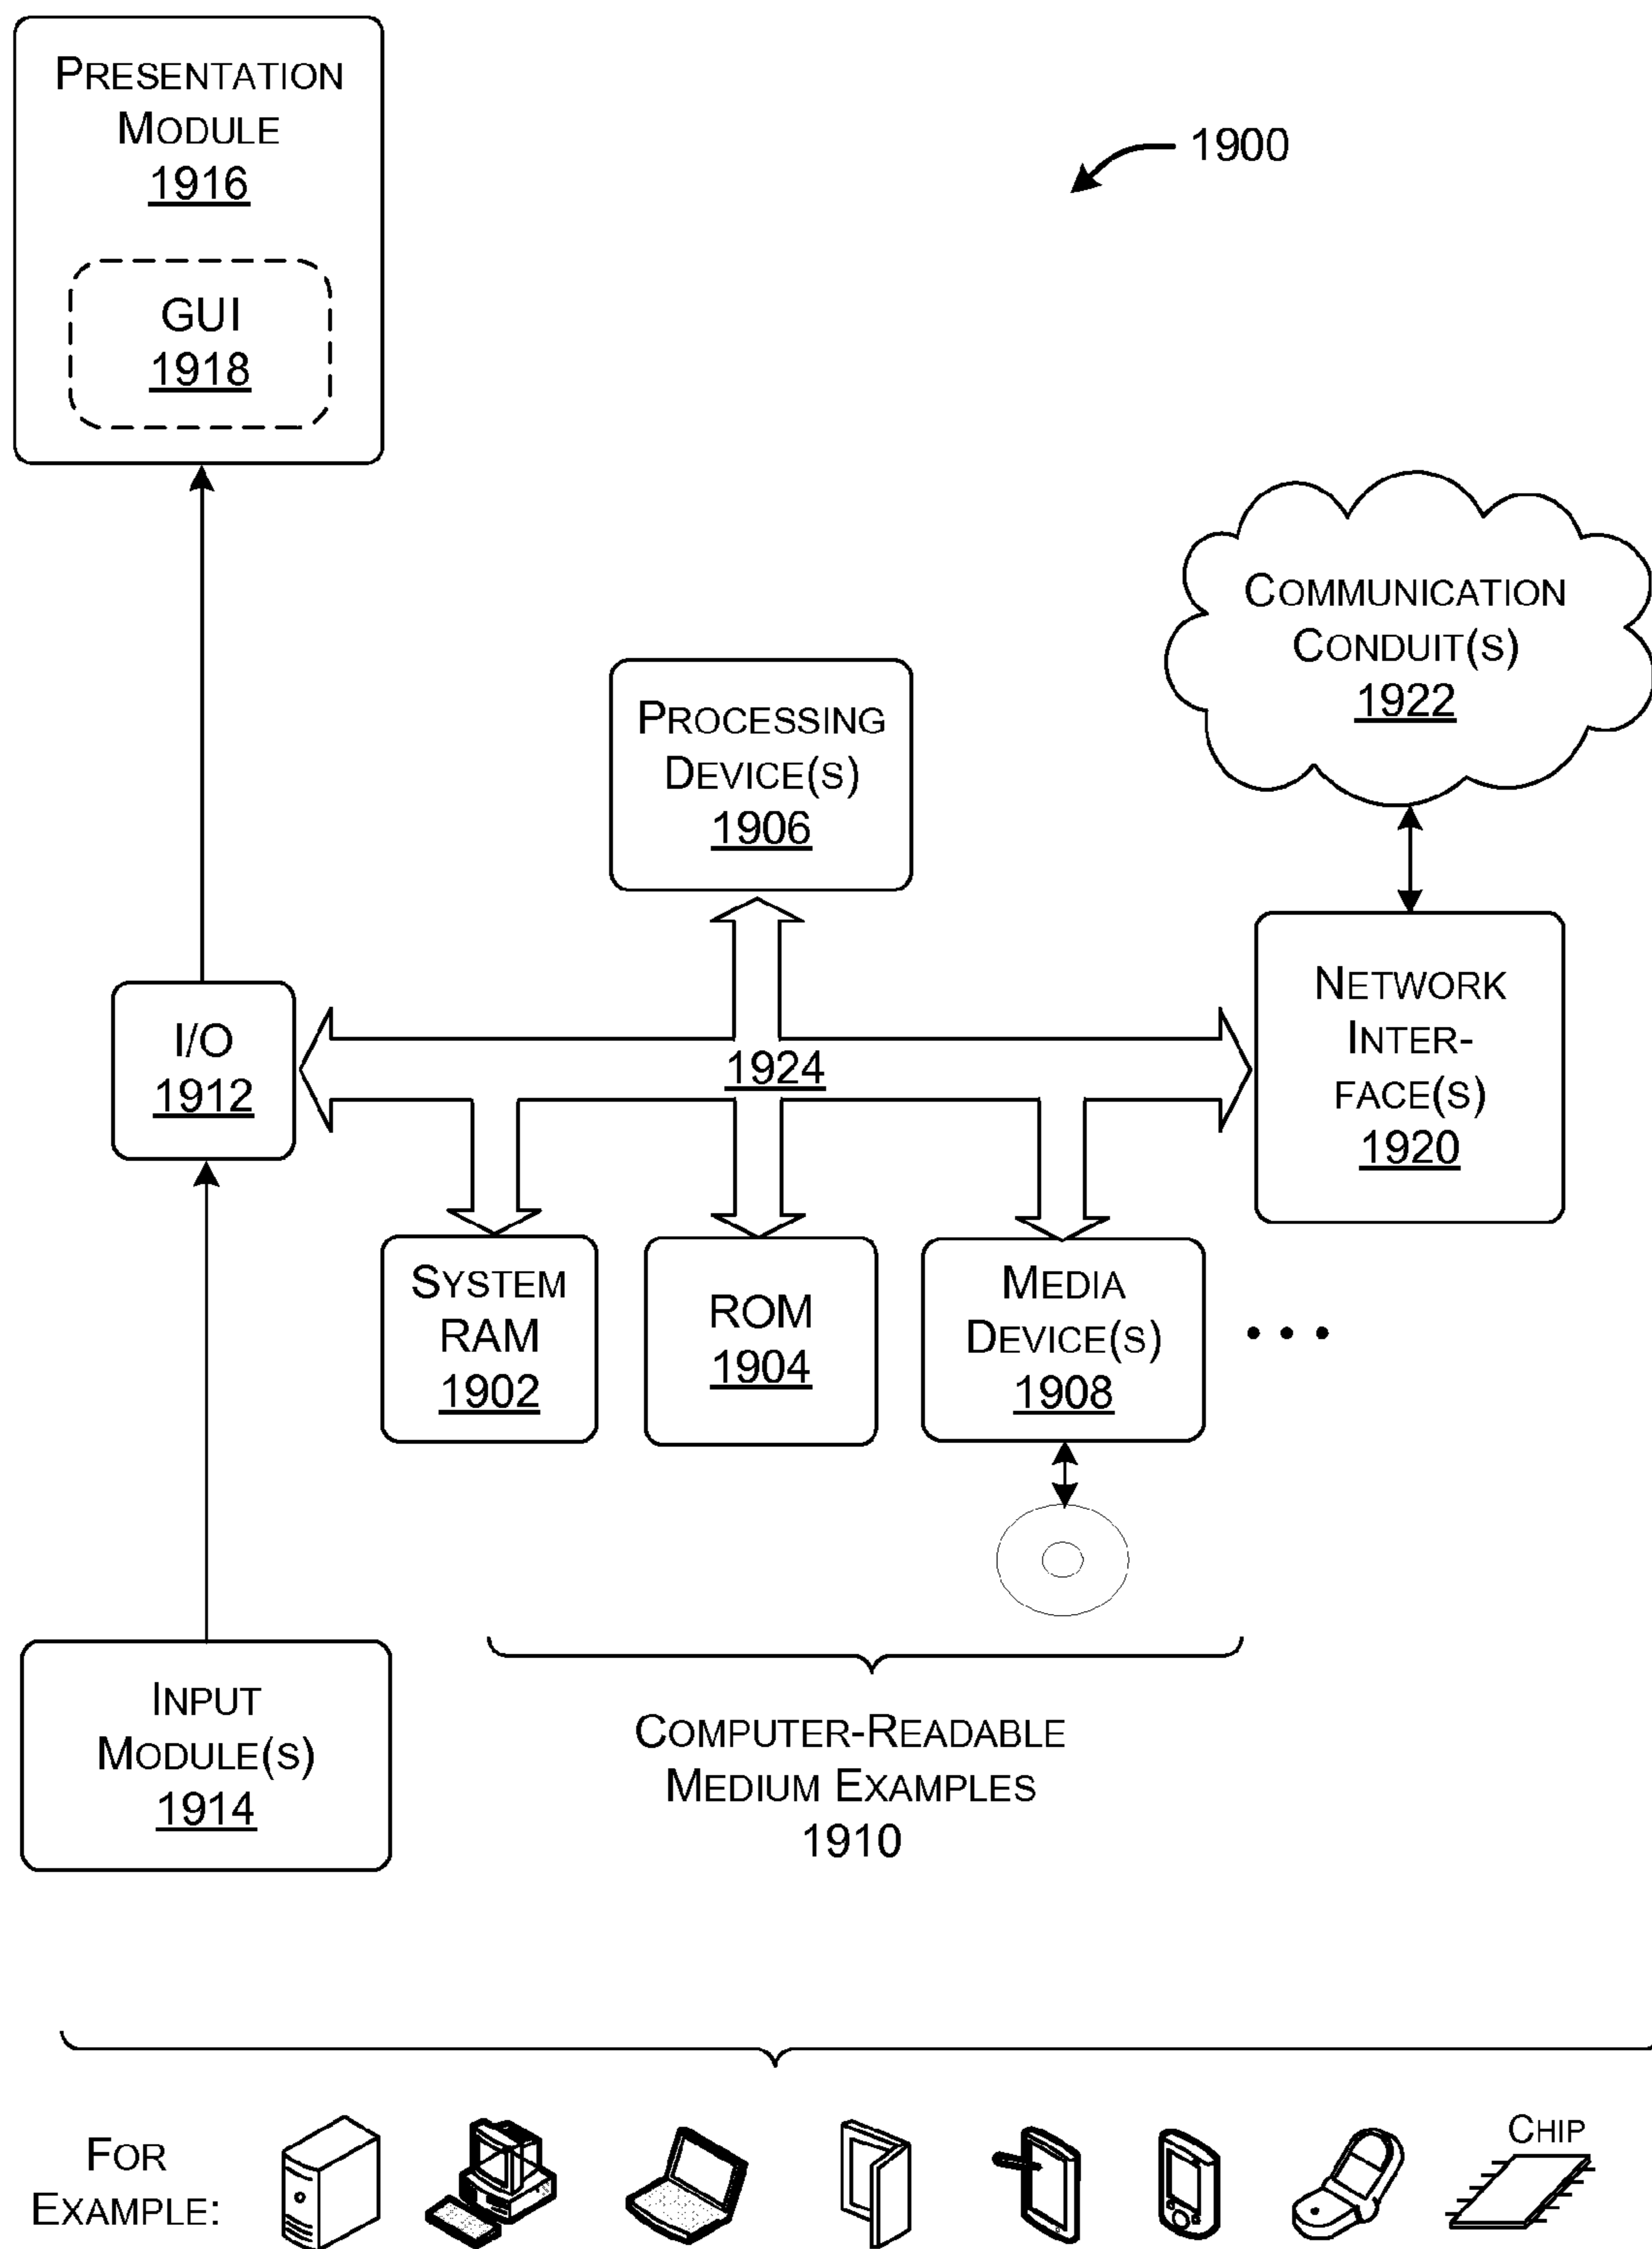 PRESENTATION
MODULE
1916
GUI
1918
1900
COMMUNICATION
CONDUIT(S)
1922
PROCESSING
DEVICE(S)
1906
NETWORK
INTER-
FACE(S)
1920
I/O
1912
1924
SYSTEM
RAM
1902
ROM
1904
MEDIA
DEVICE(S)
1908
• • •
INPUT
MODULE(S)
1914
COMPUTER-READABLE
MEDIUM EXAMPLES
1910
FOR
EXAMPLE:
CHIP